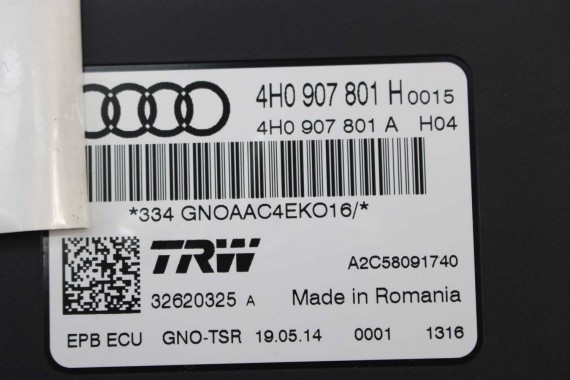 4H0 907 801 H 0015
4H0 907 801 A H04
*334 GNOAAC4EKO16/*
TRW
A2C58091740
32620325 A Made in Romania
EPB ECU GNO-TSR 19.05.14 0001 1316